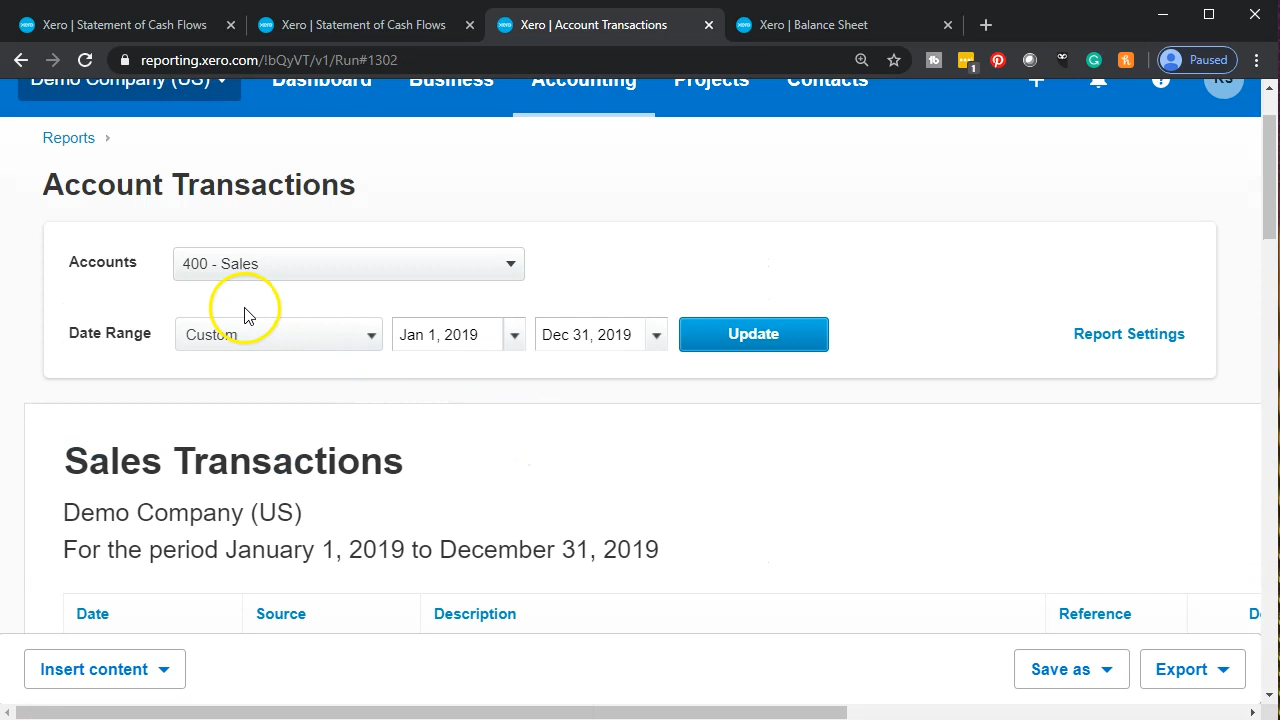 Xero | Statement of Cash Flows
Xero | Statement of Cash Flows
Xero | Account Transactions
Xero | Balance Sheet
reporting.xero.com/!bQyVT/v1/Run#1302
1
Paused
Demo Company (US)
Dashboard
Business
Accounting
Projects
Contacts
Reports
Account Transactions
Accounts
400 - Sales
Date Range
Custom
Jan 1, 2019
Dec 31, 2019
Update
Report Settings
Sales Transactions
Demo Company (US)
For the period January 1, 2019 to December 31, 2019
Date
Source
Description
Reference
Insert content
Save as
Export